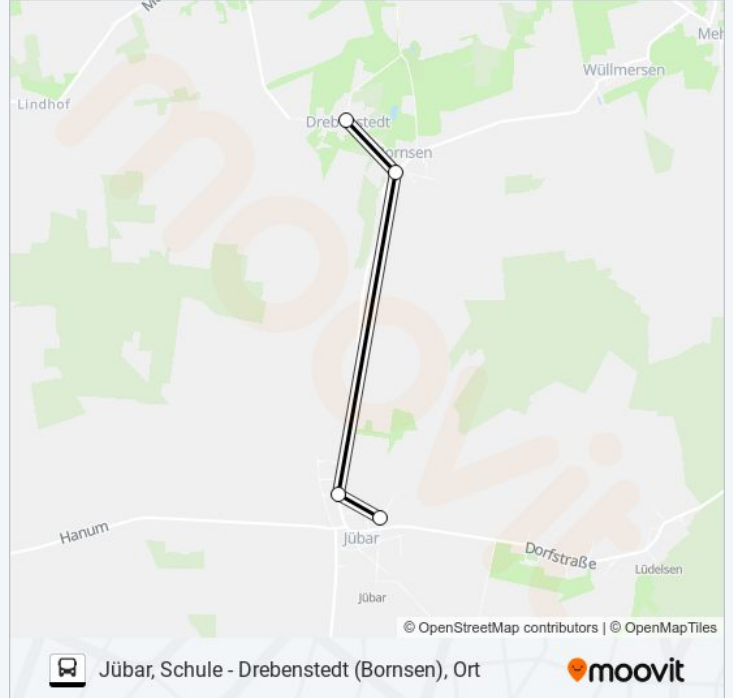 Meh
Wüllmersen
Lindhof
Drebenstedt
Bornsen
Hanum
Jübar
Dorfstraße
Lüdelsen
Jübar
© OpenStreetMap contributors | © OpenMapTiles
Jübar, Schule - Drebenstedt (Bornsen), Ort
moovit